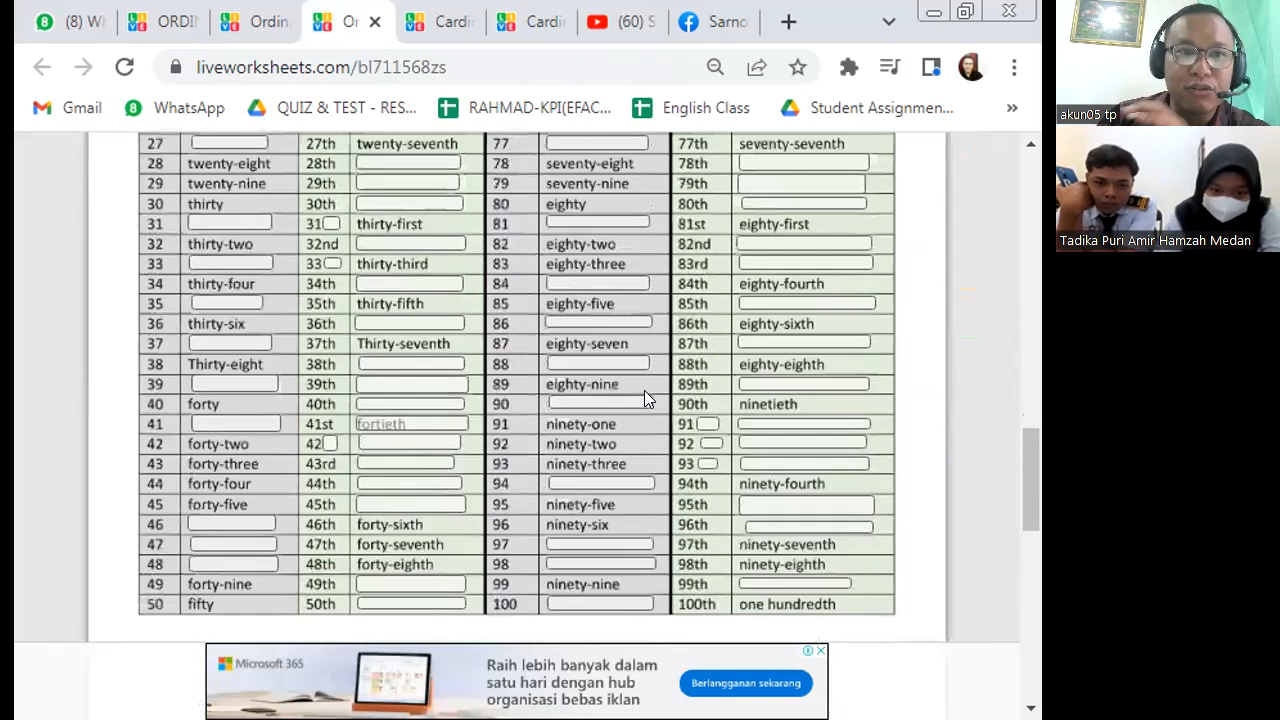 (8) W
ORDI
Ordin
Or
Cardi
Cardi
(60) S
Sarno
liveworksheets.com/bl711568zs
Gmail
WhatsApp
QUIZ & TEST - RES...
RAHMAD-KPI(EFAC...
English Class
Student Assignmen...
27 27th twenty-seventh 77 77th seventy-seventh
28 twenty-eight 28th 78 seventy-eight 78th
29 twenty-nine 29th 79 seventy-nine 79th
30 thirty 30th 80 eighty 80th
31 31 thirty-first 81 81st eighty-first
32 thirty-two 32nd 82 eighty-two 82nd
33 33 thirty-third 83 eighty-three 83rd
34 thirty-four 34th 84 84th eighty-fourth
35 35th thirty-fifth 85 eighty-five 85th
36 thirty-six 36th 86 86th eighty-sixth
37 37th Thirty-seventh 87 eighty-seven 87th
38 Thirty-eight 38th 88 88th eighty-eighth
39 39th 89 eighty-nine 89th
40 forty 40th 90 90th ninetieth
41 41st fortieth 91 ninety-one 91
42 forty-two 42 92 ninety-two 92
43 forty-three 43rd 93 ninety-three 93
44 forty-four 44th 94 94th ninety-fourth
45 forty-five 45th 95 ninety-five 95th
46 46th forty-sixth 96 ninety-six 96th
47 47th forty-seventh 97 97th ninety-seventh
48 48th forty-eighth 98 98th ninety-eighth
49 forty-nine 49th 99 ninety-nine 99th
50 fifty 50th 100 100th one hundredth
Microsoft 365
Raih lebih banyak dalam
satu hari dengan hub
organisasi bebas iklan
Berlangganan sekarang
akun05 tp
Tadika Puri Amir Hamzah Medan